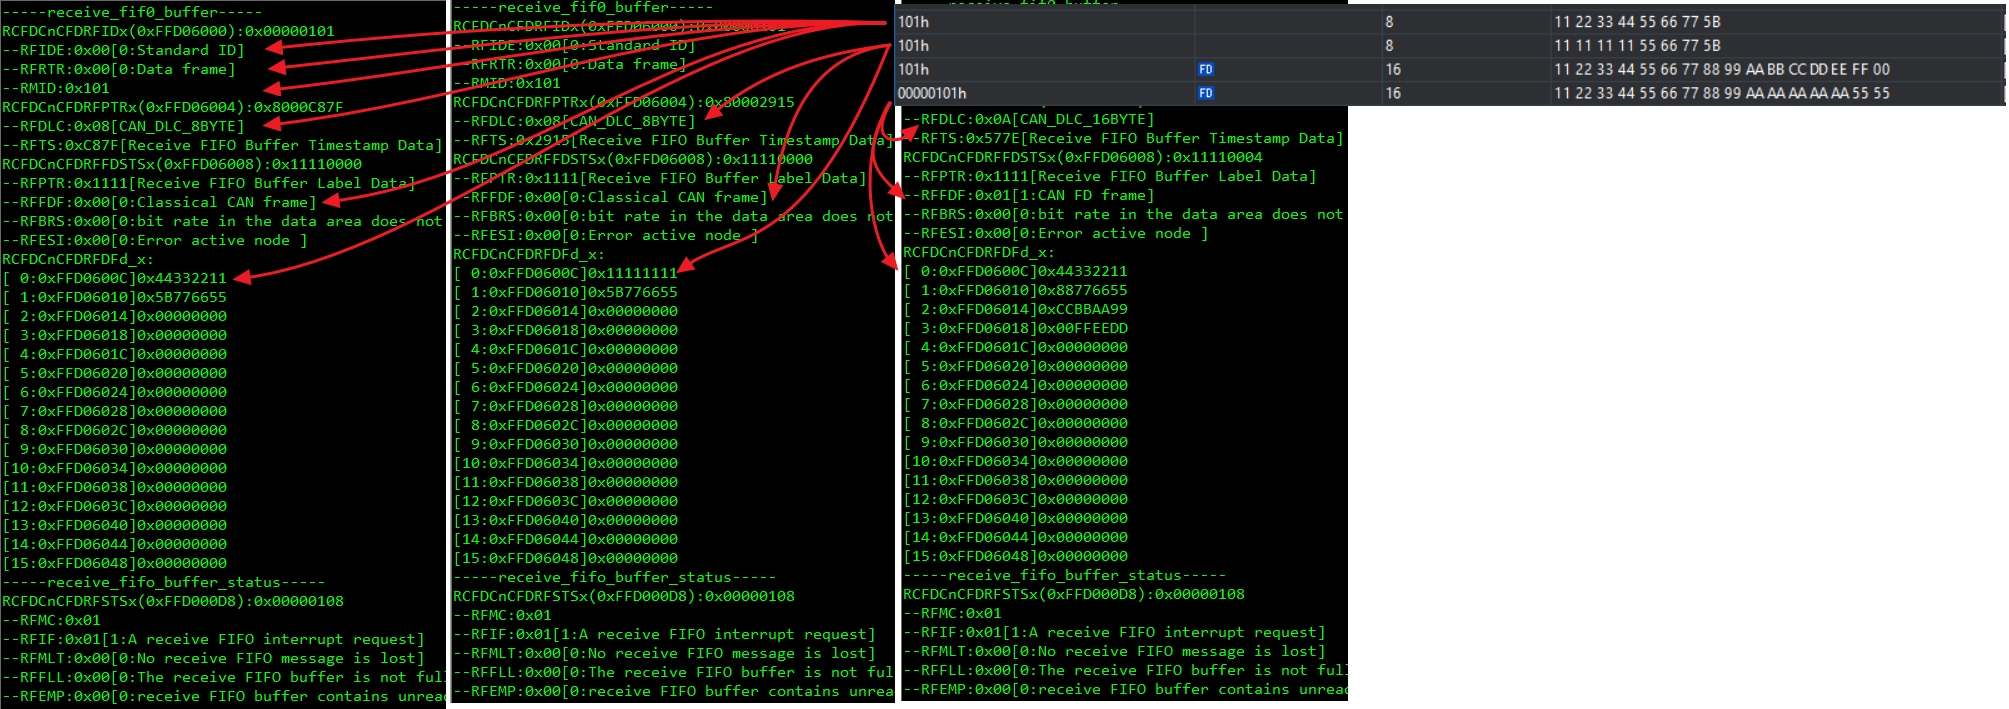 -----receive_fif0_buffer-----
RCFDCnCFDRFIDx(0xFFD06000):0x00000101
--RFIDE:0x00[0:Standard ID]
--RFRTR:0x00[0:Data frame]
--RMID:0x101
RCFDCnCFDRFPTRx(0xFFD06004):0x8000C87F
--RFDLC:0x08[CAN_DLC_8BYTE]
--RFTS:0xC87F[Receive FIFO Buffer Timestamp Data]
RCFDCnCFDRFFDSTSx(0xFFD06008):0x11110000
--RFPTR:0x1111[Receive FIFO Buffer Label Data]
--RFFDF:0x00[0:Classical CAN frame]
--RFBRS:0x00[0:bit rate in the data area does not
--RFESI:0x00[0:Error active node ]
RCFDCnCFDRFDFd_x:
[ 0:0xFFD0600C]0x44332211
[ 1:0xFFD06010]0x5B776655
[ 2:0xFFD06014]0x00000000
[ 3:0xFFD06018]0x00000000
[ 4:0xFFD0601C]0x00000000
[ 5:0xFFD06020]0x00000000
[ 6:0xFFD06024]0x00000000
[ 7:0xFFD06028]0x00000000
[ 8:0xFFD0602C]0x00000000
[ 9:0xFFD06030]0x00000000
[10:0xFFD06034]0x00000000
[11:0xFFD06038]0x00000000
[12:0xFFD0603C]0x00000000
[13:0xFFD06040]0x00000000
[14:0xFFD06044]0x00000000
[15:0xFFD06048]0x00000000
-----receive_fifo_buffer_status-----
RCFDCnCFDRFSTSx(0xFFD000D8):0x00000108
--RFMC:0x01
--RFIF:0x01[1:A receive FIFO interrupt request]
--RFMLT:0x00[0:No receive FIFO message is lost]
--RFFLL:0x00[0:The receive FIFO buffer is not ful
--RFEMP:0x00[0:receive FIFO buffer contains unrea
-----receive_fif0_buffer-----
RCFDCnCFDRFIDx(0xFFD06000):0x00000101
--RFIDE:0x00[0:Standard ID]
--RFRTR:0x00[0:Data frame]
--RMID:0x101
RCFDCnCFDRFPTRx(0xFFD06004):0x80002915
--RFDLC:0x08[CAN_DLC_8BYTE]
--RFTS:0x2915[Receive FIFO Buffer Timestamp Data]
RCFDCnCFDRFFDSTSx(0xFFD06008):0x11110000
--RFPTR:0x1111[Receive FIFO Buffer Label Data]
--RFFDF:0x00[0:Classical CAN frame]
--RFBRS:0x00[0:bit rate in the data area does not
--RFESI:0x00[0:Error active node ]
RCFDCnCFDRFDFd_x:
[ 0:0xFFD0600C]0x11111111
[ 1:0xFFD06010]0x5B776655
[ 2:0xFFD06014]0x00000000
[ 3:0xFFD06018]0x00000000
[ 4:0xFFD0601C]0x00000000
[ 5:0xFFD06020]0x00000000
[ 6:0xFFD06024]0x00000000
[ 7:0xFFD06028]0x00000000
[ 8:0xFFD0602C]0x00000000
[ 9:0xFFD06030]0x00000000
[10:0xFFD06034]0x00000000
[11:0xFFD06038]0x00000000
[12:0xFFD0603C]0x00000000
[13:0xFFD06040]0x00000000
[14:0xFFD06044]0x00000000
[15:0xFFD06048]0x00000000
-----receive_fifo_buffer_status-----
RCFDCnCFDRFSTSx(0xFFD000D8):0x00000108
--RFMC:0x01
--RFIF:0x01[1:A receive FIFO interrupt request]
--RFMLT:0x00[0:No receive FIFO message is lost]
--RFFLL:0x00[0:The receive FIFO buffer is not ful
--RFEMP:0x00[0:receive FIFO buffer contains unrea
101h 8 11 22 33 44 55 66 77 5B
101h 8 11 11 11 11 55 66 77 5B
101h FD 16 11 22 33 44 55 66 77 88 99 AA BB CC DD EE FF 00
00000101h FD 16 11 22 33 44 55 66 77 88 99 AA AA AA AA AA 55 55
--RFDLC:0x0A[CAN_DLC_16BYTE]
--RFTS:0x577E[Receive FIFO Buffer Timestamp Data]
RCFDCnCFDRFFDSTSx(0xFFD06008):0x11110004
--RFPTR:0x1111[Receive FIFO Buffer Label Data]
--RFFDF:0x01[1:CAN FD frame]
--RFBRS:0x00[0:bit rate in the data area does not
--RFESI:0x00[0:Error active node ]
RCFDCnCFDRFDFd_x:
[ 0:0xFFD0600C]0x44332211
[ 1:0xFFD06010]0x88776655
[ 2:0xFFD06014]0xCCBBAA99
[ 3:0xFFD06018]0x00FFEEDD
[ 4:0xFFD0601C]0x00000000
[ 5:0xFFD06020]0x00000000
[ 6:0xFFD06024]0x00000000
[ 7:0xFFD06028]0x00000000
[ 8:0xFFD0602C]0x00000000
[ 9:0xFFD06030]0x00000000
[10:0xFFD06034]0x00000000
[11:0xFFD06038]0x00000000
[12:0xFFD0603C]0x00000000
[13:0xFFD06040]0x00000000
[14:0xFFD06044]0x00000000
[15:0xFFD06048]0x00000000
-----receive_fifo_buffer_status-----
RCFDCnCFDRFSTSx(0xFFD000D8):0x00000108
--RFMC:0x01
--RFIF:0x01[1:A receive FIFO interrupt request]
--RFMLT:0x00[0:No receive FIFO message is lost]
--RFFLL:0x00[0:The receive FIFO buffer is not ful
--RFEMP:0x00[0:receive FIFO buffer contains unrea